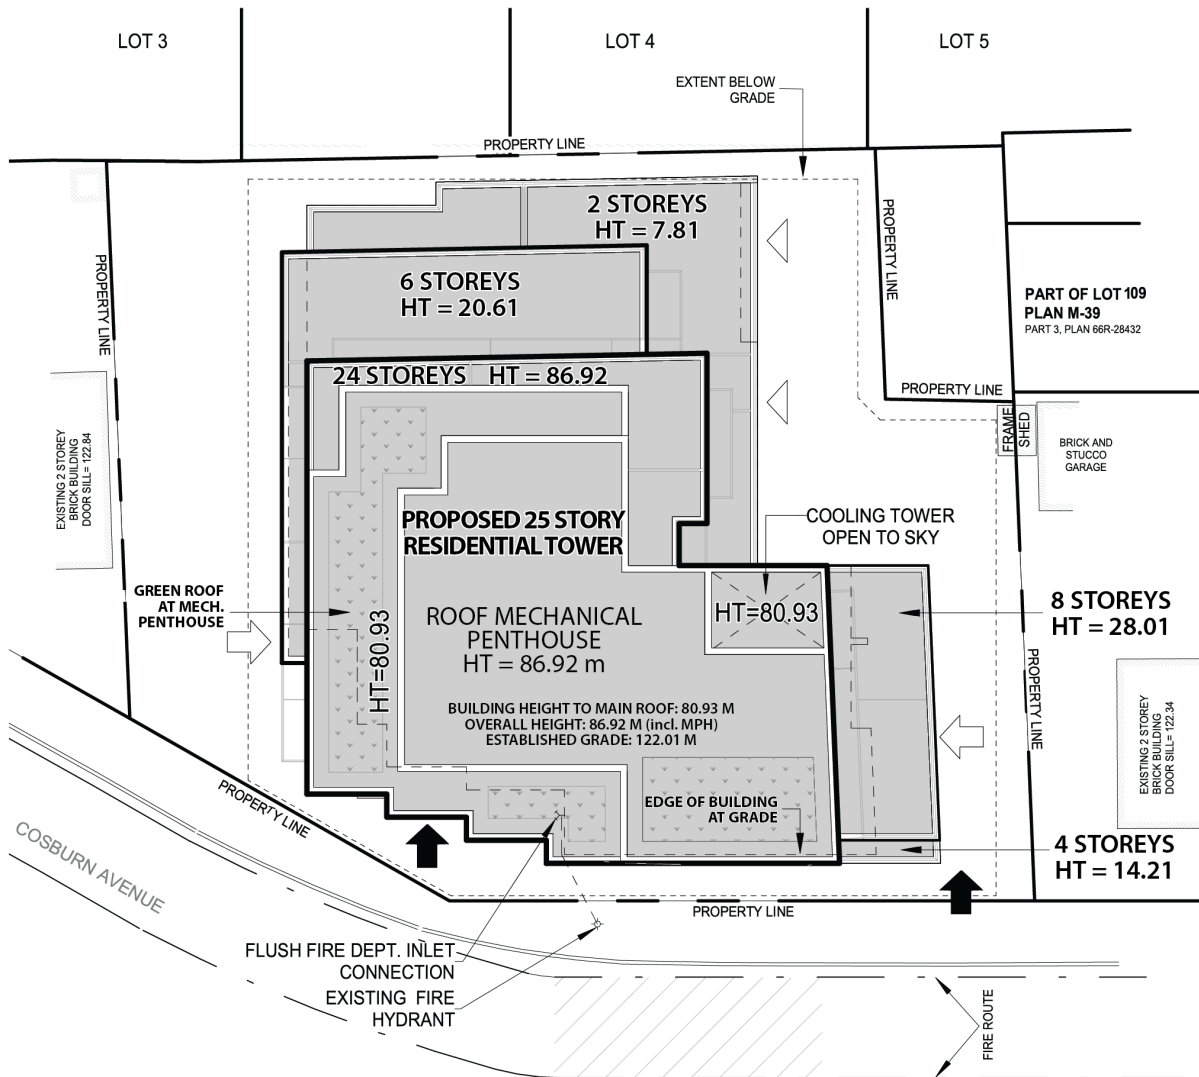 LOT 3
LOT 4
LOT 5
EXTENT BELOW
GRADE
PROPERTY LINE
2 STOREYS
HT = 7.81
PROPERTY LINE
PROPERTY LINE
6 STOREYS
HT = 20.61
PART OF LOT 109
PLAN M-39
PART 3, PLAN 66R-28432
24 STOREYS HT = 86.92
PROPERTY LINE
FRAME
SHED
BRICK AND
STUCCO
GARAGE
EXISTING 2 STOREY
BRICK BUILDING
DOOR SILL= 122.84
PROPOSED 25 STORY
RESIDENTIAL TOWER
COOLING TOWER
OPEN TO SKY
GREEN ROOF
AT MECH.
PENTHOUSE
HT=80.93
HT=80.93
8 STOREYS
HT = 28.01
ROOF MECHANICAL
PENTHOUSE
HT = 86.92 m
BUILDING HEIGHT TO MAIN ROOF: 80.93 M
OVERALL HEIGHT: 86.92 M (incl. MPH)
ESTABLISHED GRADE: 122.01 M
PROPERTY LINE
EXISTING 2 STOREY
BRICK BUILDING
DOOR SILL= 122.34
EDGE OF BUILDING
AT GRADE
PROPERTY LINE
4 STOREYS
HT = 14.21
COSBURN AVENUE
PROPERTY LINE
FLUSH FIRE DEPT. INLET
CONNECTION
EXISTING FIRE
HYDRANT
FIRE ROUTE